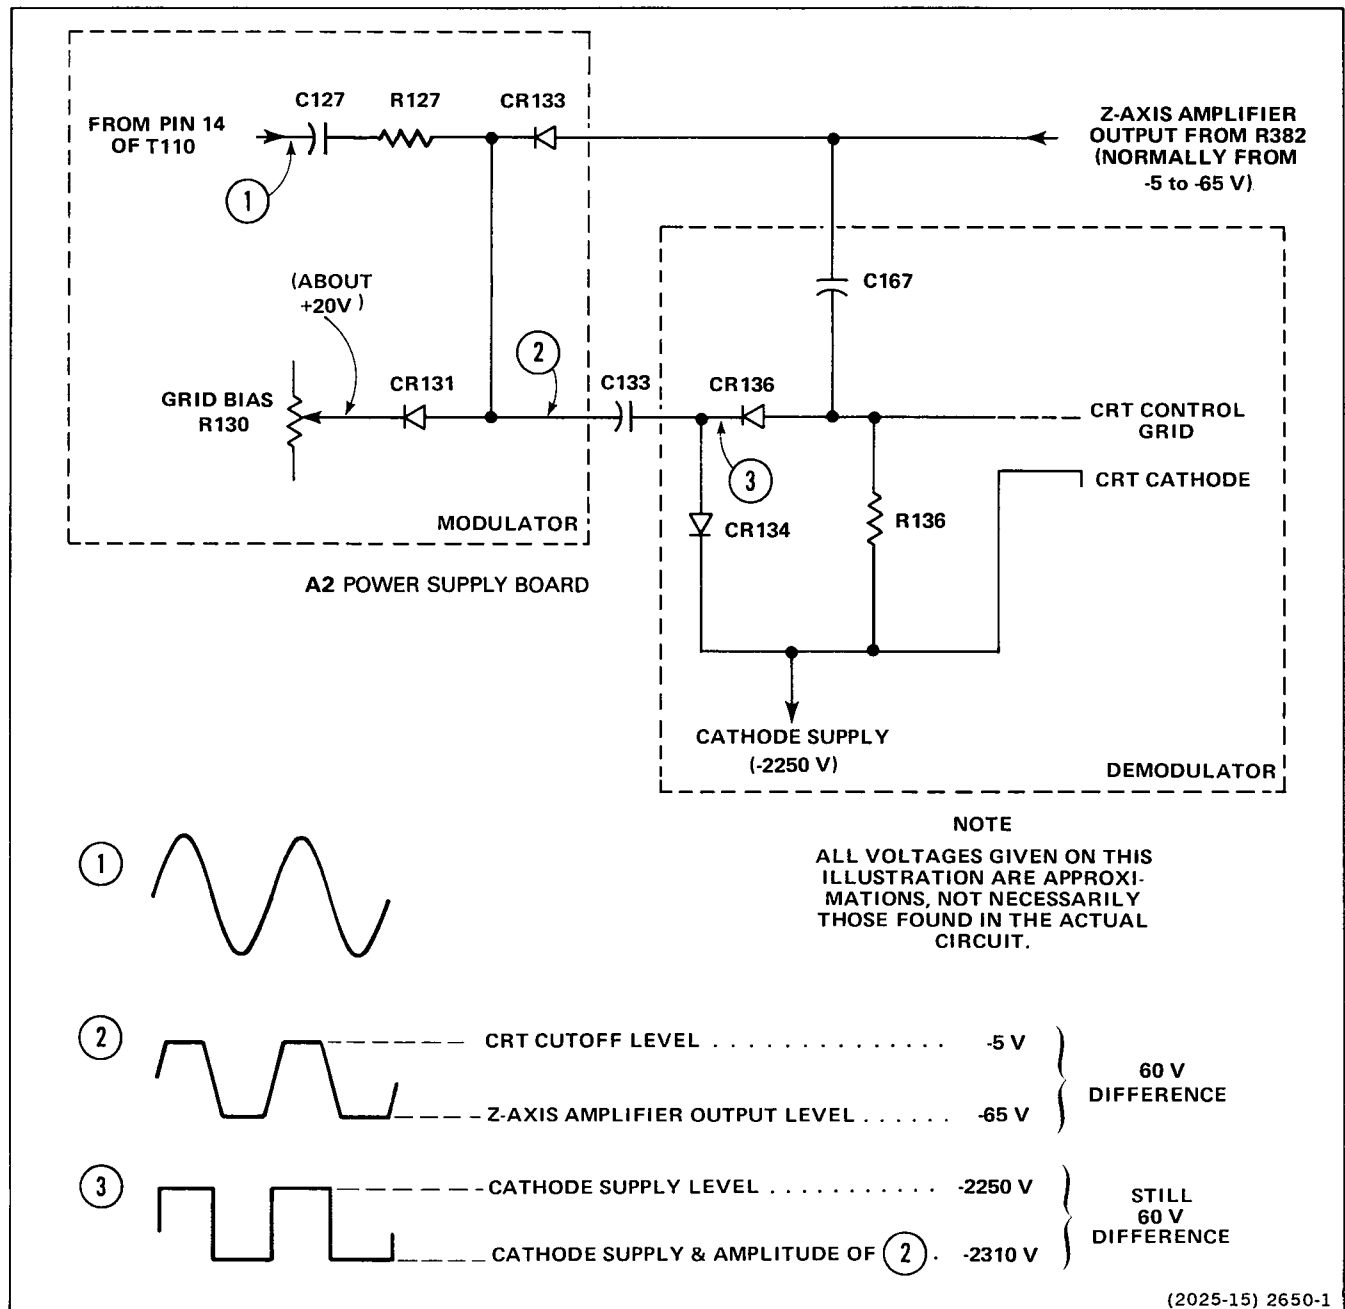 C127 R127 CR133
FROM PIN 14
OF T110
1
Z-AXIS AMPLIFIER
OUTPUT FROM R382
(NORMALLY FROM
-5 to -65 V)
C167
(ABOUT
+20V )
2
CR131
C133
CR136
GRID BIAS
R130
CRT CONTROL
GRID
3
CRT CATHODE
MODULATOR
CR134
R136
A2 POWER SUPPLY BOARD
CATHODE SUPPLY
(-2250 V)
DEMODULATOR
NOTE
ALL VOLTAGES GIVEN ON THIS
ILLUSTRATION ARE APPROXI-
MATIONS, NOT NECESSARILY
THOSE FOUND IN THE ACTUAL
CIRCUIT.
1
2
CRT CUTOFF LEVEL . . . . . . . . . . . . . . -5 V
Z-AXIS AMPLIFIER OUTPUT LEVEL . . . . . . -65 V
60 V
DIFFERENCE
3
CATHODE SUPPLY LEVEL . . . . . . . . . . -2250 V
CATHODE SUPPLY & AMPLITUDE OF 2 . -2310 V
STILL
60 V
DIFFERENCE
(2025-15) 2650-1